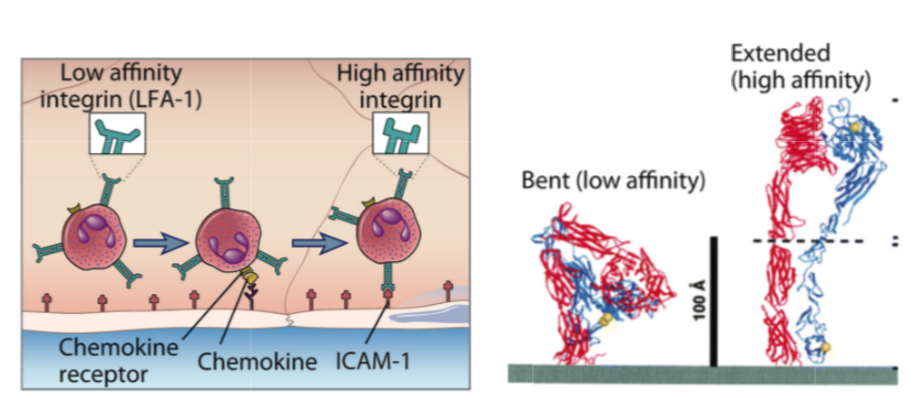 Low affinity
integrin (LFA-1)
High affinity
integrin
Chemokine
receptor
Chemokine
ICAM-1
Bent (low affinity)
Extended
(high affinity)
100 Å